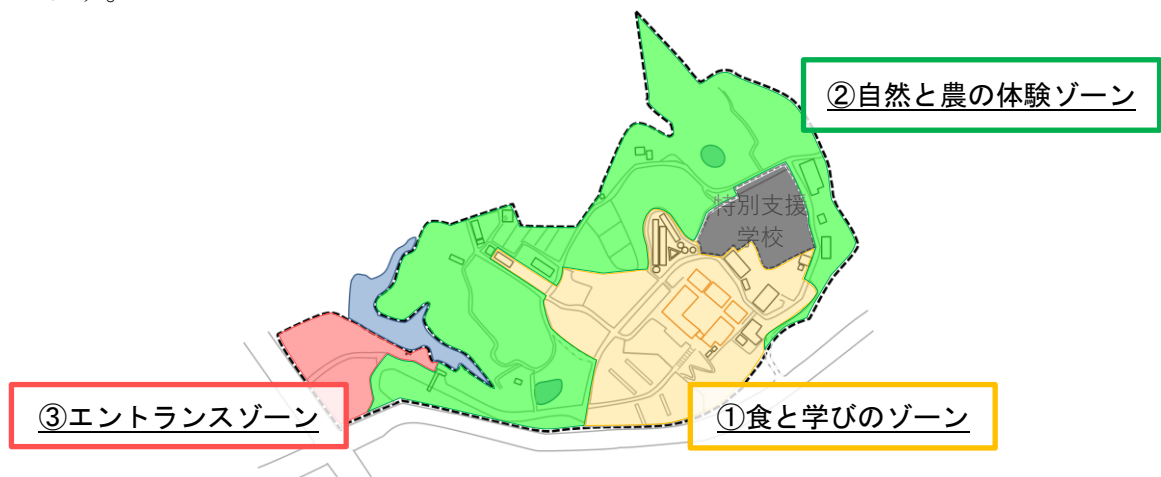 ②自然と農の体験ゾーン
特別支援
学校
③エントランスゾーン
①食と学びのゾーン